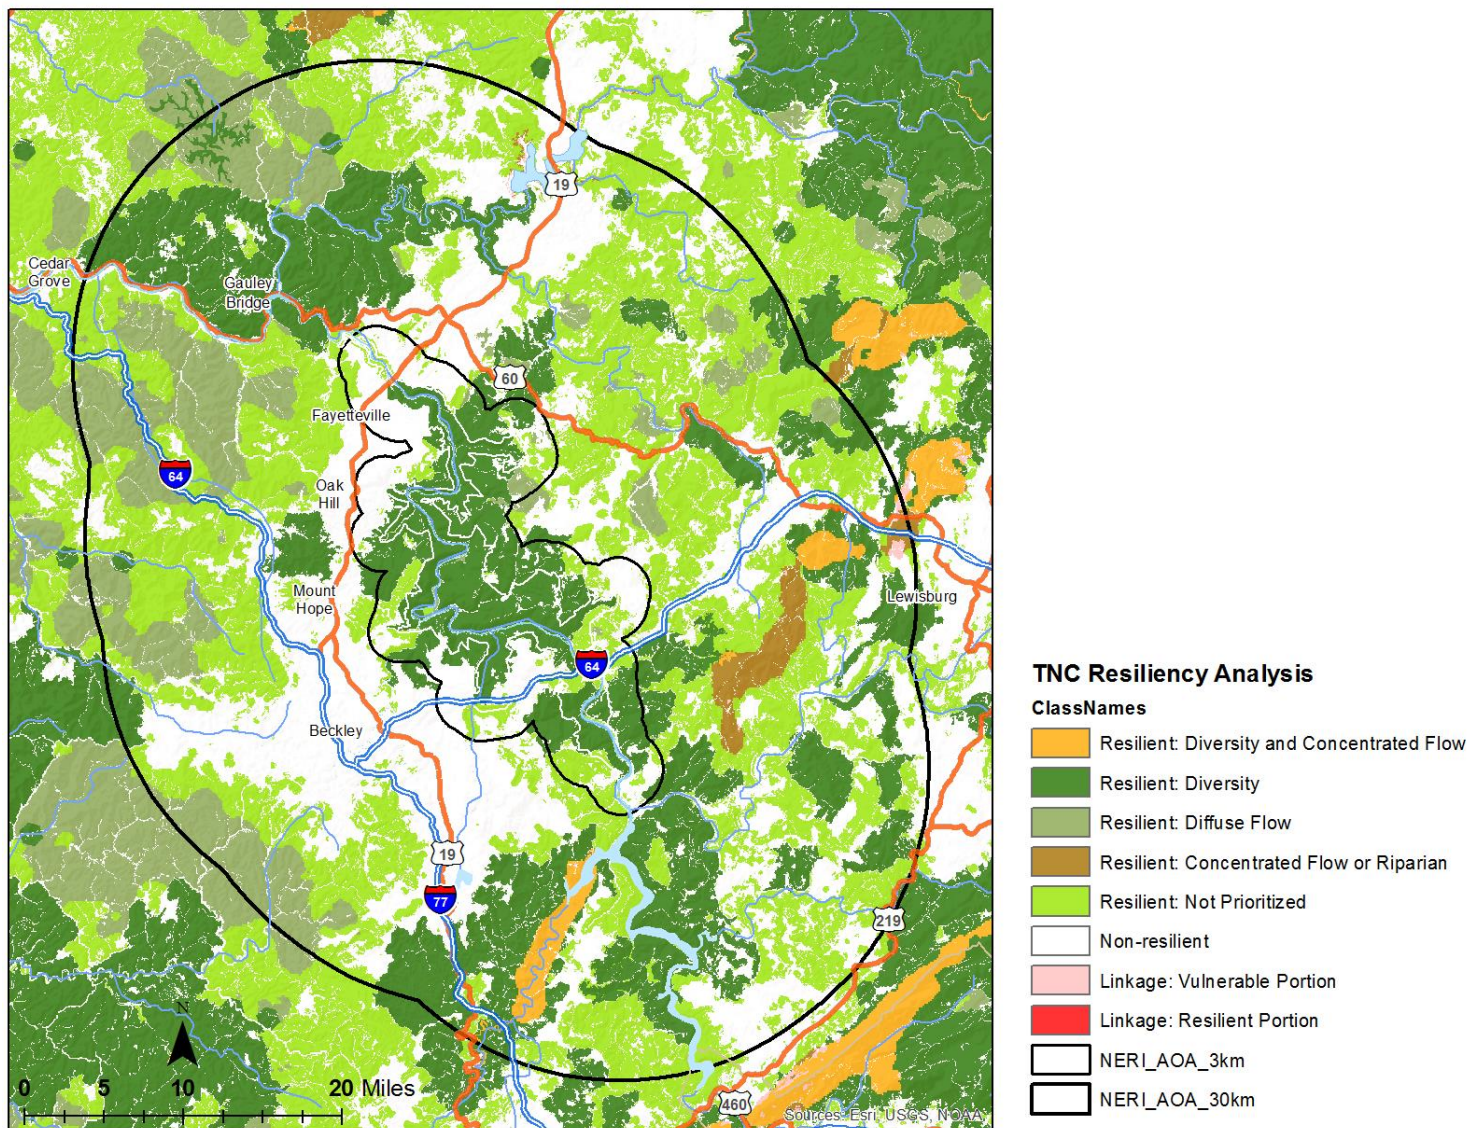 19
Cedar
Grove
Gauley
Bridge
60
Fayetteville
64
Oak
Hill
Mount
Hope
Lewisburg
64
Beckley
19
77
219
N
0 5 10 20 Miles
460
Sources: Esri, USGS, NOAA
TNC Resiliency Analysis
ClassNames
Resilient: Diversity and Concentrated Flow
Resilient: Diversity
Resilient: Diffuse Flow
Resilient: Concentrated Flow or Riparian
Resilient: Not Prioritized
Non-resilient
Linkage: Vulnerable Portion
Linkage: Resilient Portion
NERI_AOA_3km
NERI_AOA_30km